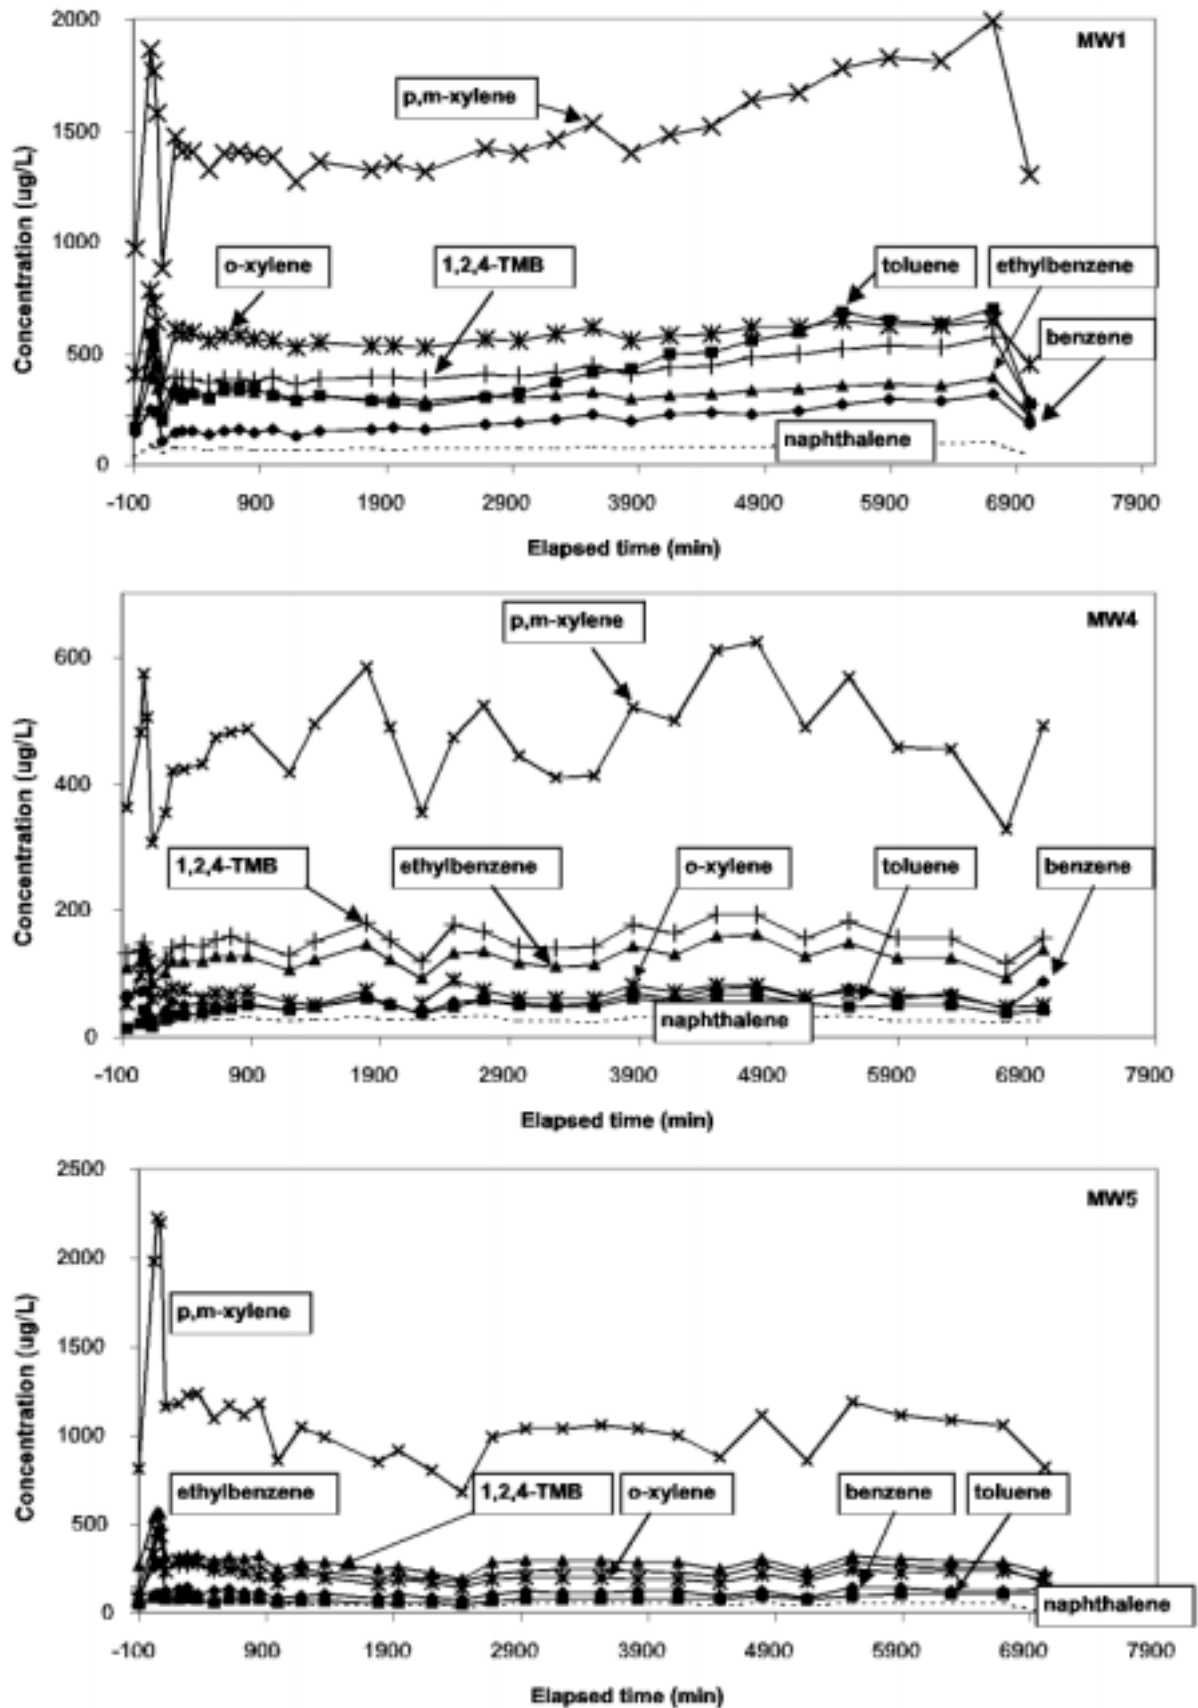 2000
MW1
p,m-xylene
1500
Concentration (ug/L)
1000
o-xylene 1,2,4-TMB toluene ethylbenzene
benzene
500
naphthalene
0
-100 900 1900 2900 3900 4900 5900 6900 7900
Elapsed time (min)
MW4
p,m-xylene
600
Concentration (ug/L)
400
1,2,4-TMB ethylbenzene o-xylene toluene benzene
200
naphthalene
0
-100 900 1900 2900 3900 4900 5900 6900 7900
Elapsed time (min)
2500
MW5
2000
p,m-xylene
1500
Concentration (ug/L)
1000
ethylbenzene 1,2,4-TMB o-xylene benzene toluene
500
naphthalene
0
-100 900 1900 2900 3900 4900 5900 6900 7900
Elapsed time (min)